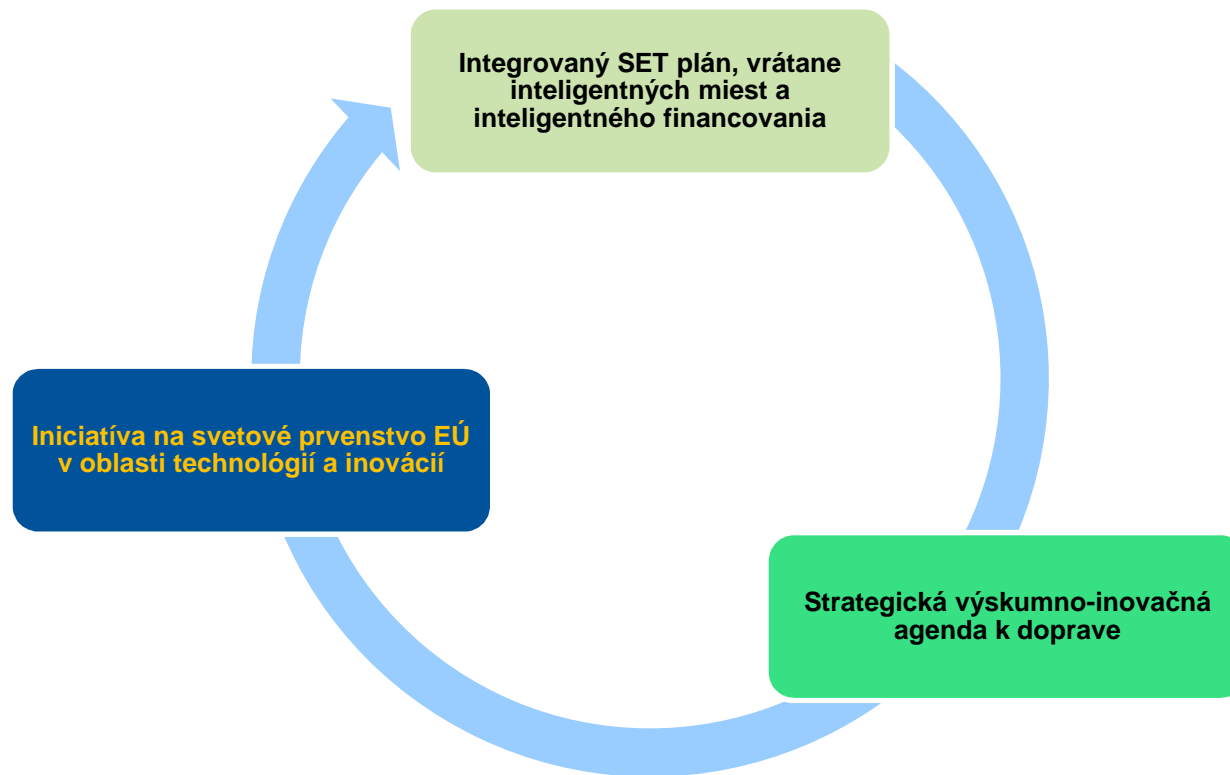 Integrovaný SET plán, vrátane
inteligentných miest a
inteligentného financovania
Iniciatíva na svetové prvenstvo EÚ
v oblasti technológií a inovácií
Strategická výskumno-inovačná
agenda k doprave